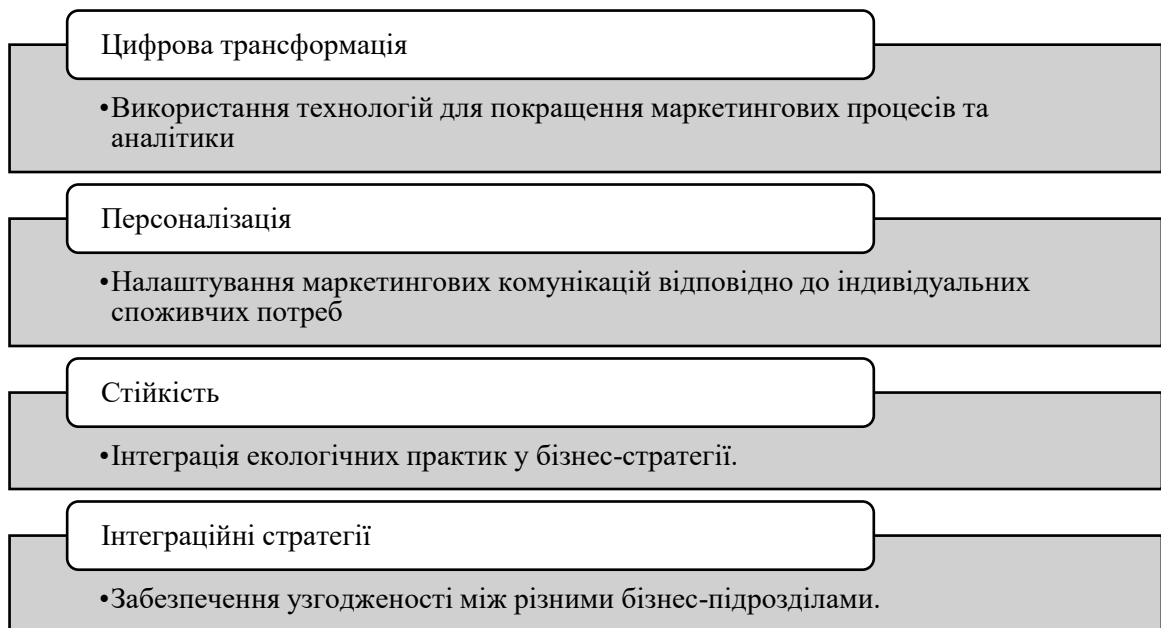 Цифрова трансформація
•Використання технологій для покращення маркетингових процесів та
аналітики
Персоналізація
•Налаштування маркетингових комунікацій відповідно до індивідуальних
споживчих потреб
Стійкість
•Інтеграція екологічних практик у бізнес-стратегії.
Інтеграційні стратегії
•Забезпечення узгодженості між різними бізнес-підрозділами.